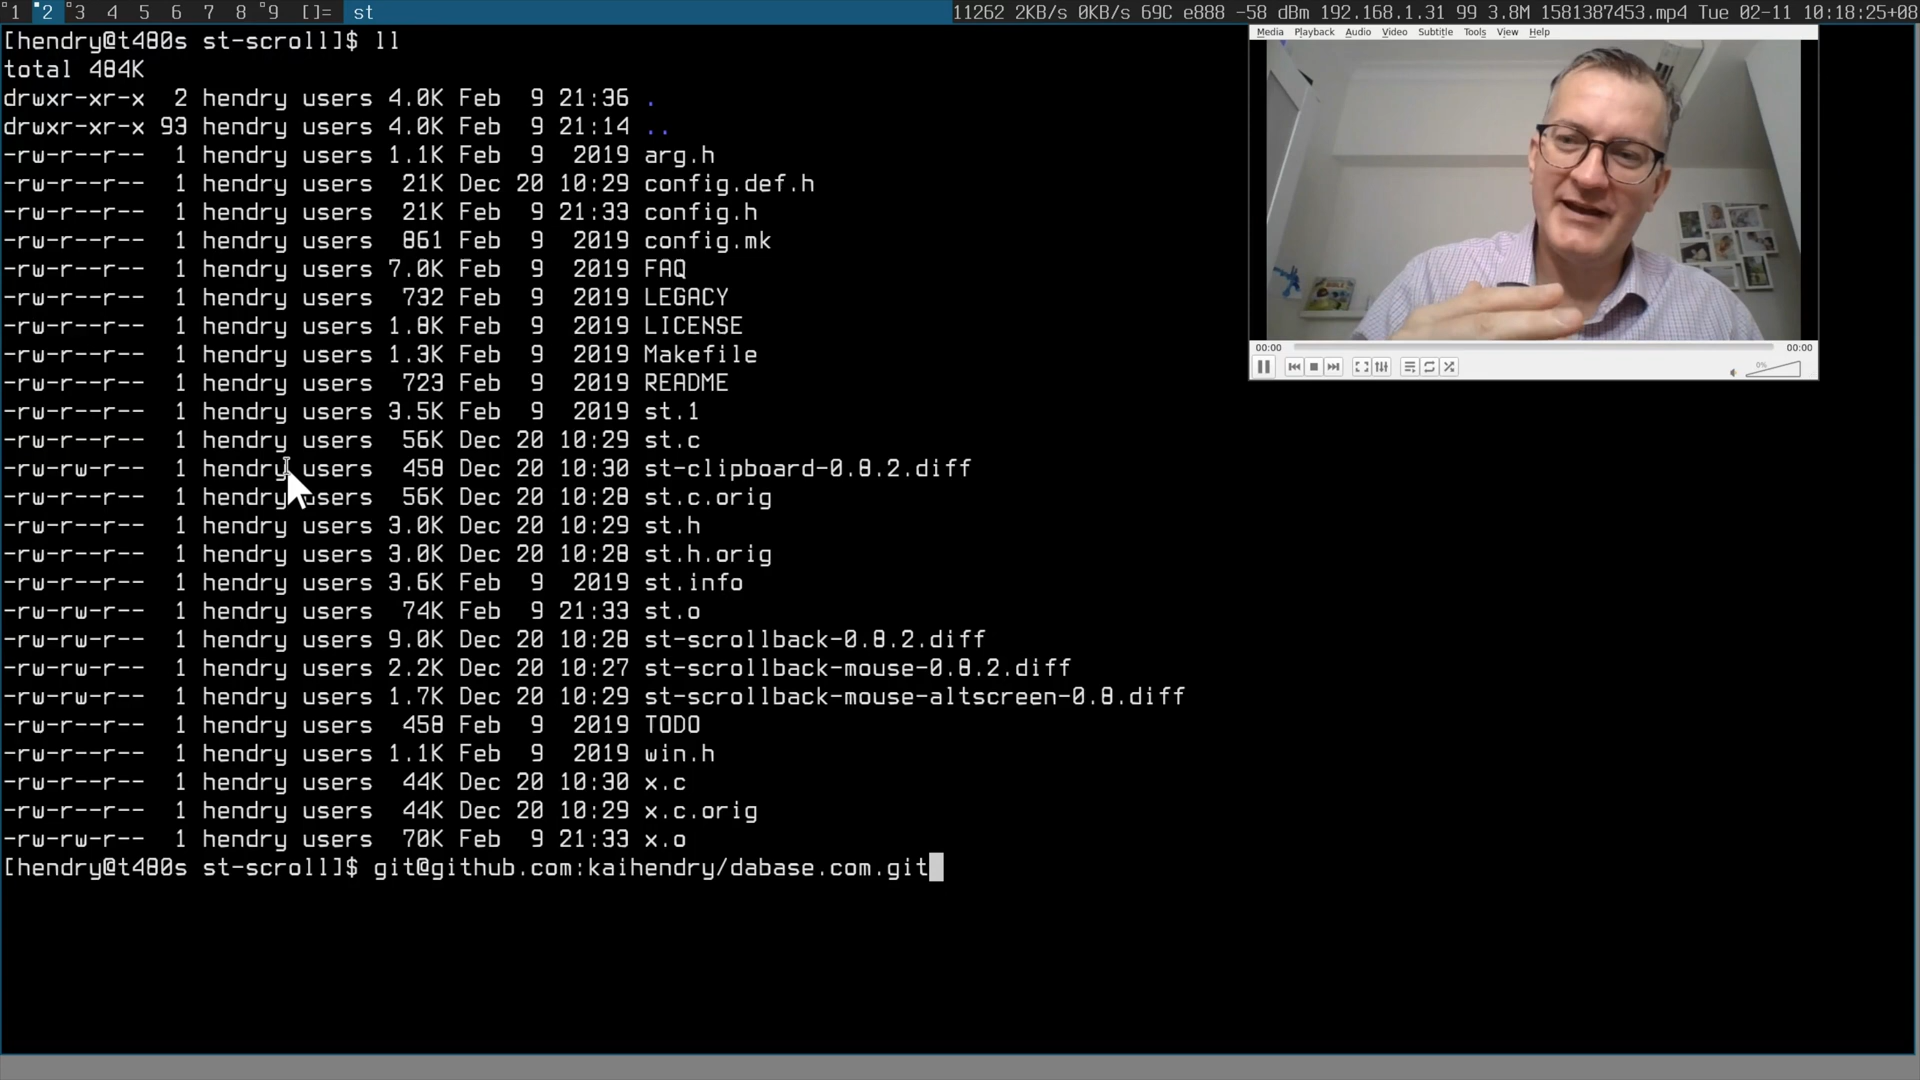 1 2 3 4 5 6 7 8 9 []= st 11262 2KB/s 0KB/s 69C e888 -58 dBm 192.168.1.31 99 3.8M 1581387453.mp4 Tue 02-11 10:18:25+08
[hendry@t480s st-scroll]$ ll
total 484K
drwxr-xr-x  2 hendry users 4.0K Feb  9 21:36 .
drwxr-xr-x 93 hendry users 4.0K Feb  9 21:14 ..
-rw-r--r--  1 hendry users 1.1K Feb  9  2019 arg.h
-rw-r--r--  1 hendry users  21K Dec 20 10:29 config.def.h
-rw-r--r--  1 hendry users  21K Feb  9 21:33 config.h
-rw-r--r--  1 hendry users  861 Feb  9  2019 config.mk
-rw-r--r--  1 hendry users 7.0K Feb  9  2019 FAQ
-rw-r--r--  1 hendry users  732 Feb  9  2019 LEGACY
-rw-r--r--  1 hendry users 1.8K Feb  9  2019 LICENSE
-rw-r--r--  1 hendry users 1.3K Feb  9  2019 Makefile
-rw-r--r--  1 hendry users  723 Feb  9  2019 README
-rw-r--r--  1 hendry users 3.5K Feb  9  2019 st.1
-rw-r--r--  1 hendry users  56K Dec 20 10:29 st.c
-rw-rw-r--  1 hendry users  458 Dec 20 10:30 st-clipboard-0.8.2.diff
-rw-r--r--  1 hendry users  56K Dec 20 10:28 st.c.orig
-rw-r--r--  1 hendry users 3.0K Dec 20 10:29 st.h
-rw-r--r--  1 hendry users 3.0K Dec 20 10:28 st.h.orig
-rw-r--r--  1 hendry users 3.6K Feb  9  2019 st.info
-rw-rw-r--  1 hendry users  74K Feb  9 21:33 st.o
-rw-rw-r--  1 hendry users 9.0K Dec 20 10:28 st-scrollback-0.8.2.diff
-rw-rw-r--  1 hendry users 2.2K Dec 20 10:27 st-scrollback-mouse-0.8.2.diff
-rw-rw-r--  1 hendry users 1.7K Dec 20 10:29 st-scrollback-mouse-altscreen-0.8.diff
-rw-r--r--  1 hendry users  458 Feb  9  2019 TODO
-rw-r--r--  1 hendry users 1.1K Feb  9  2019 win.h
-rw-r--r--  1 hendry users  44K Dec 20 10:30 x.c
-rw-r--r--  1 hendry users  44K Dec 20 10:29 x.c.orig
-rw-rw-r--  1 hendry users  70K Feb  9 21:33 x.o
[hendry@t480s st-scroll]$ git@github.com:kaihendry/dabase.com.git
Media Playback Audio Video Subtitle Tools View Help
00:00 00:00
0%